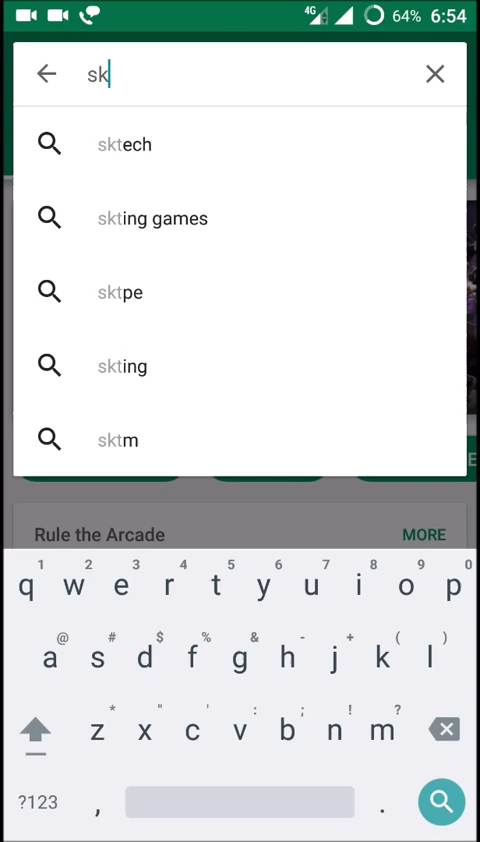 4G 64% 6:54
sk
sktech
skting games
sktpe
skting
sktm
E
Rule the Arcade MORE
1 2 3 4 5 6 7 8 9 0
q w e r t y u i o p
@ # $ % & - + ( )
a s d f g h j k l
* " ' : ; ! ?
z x c v b n m
?123 , .